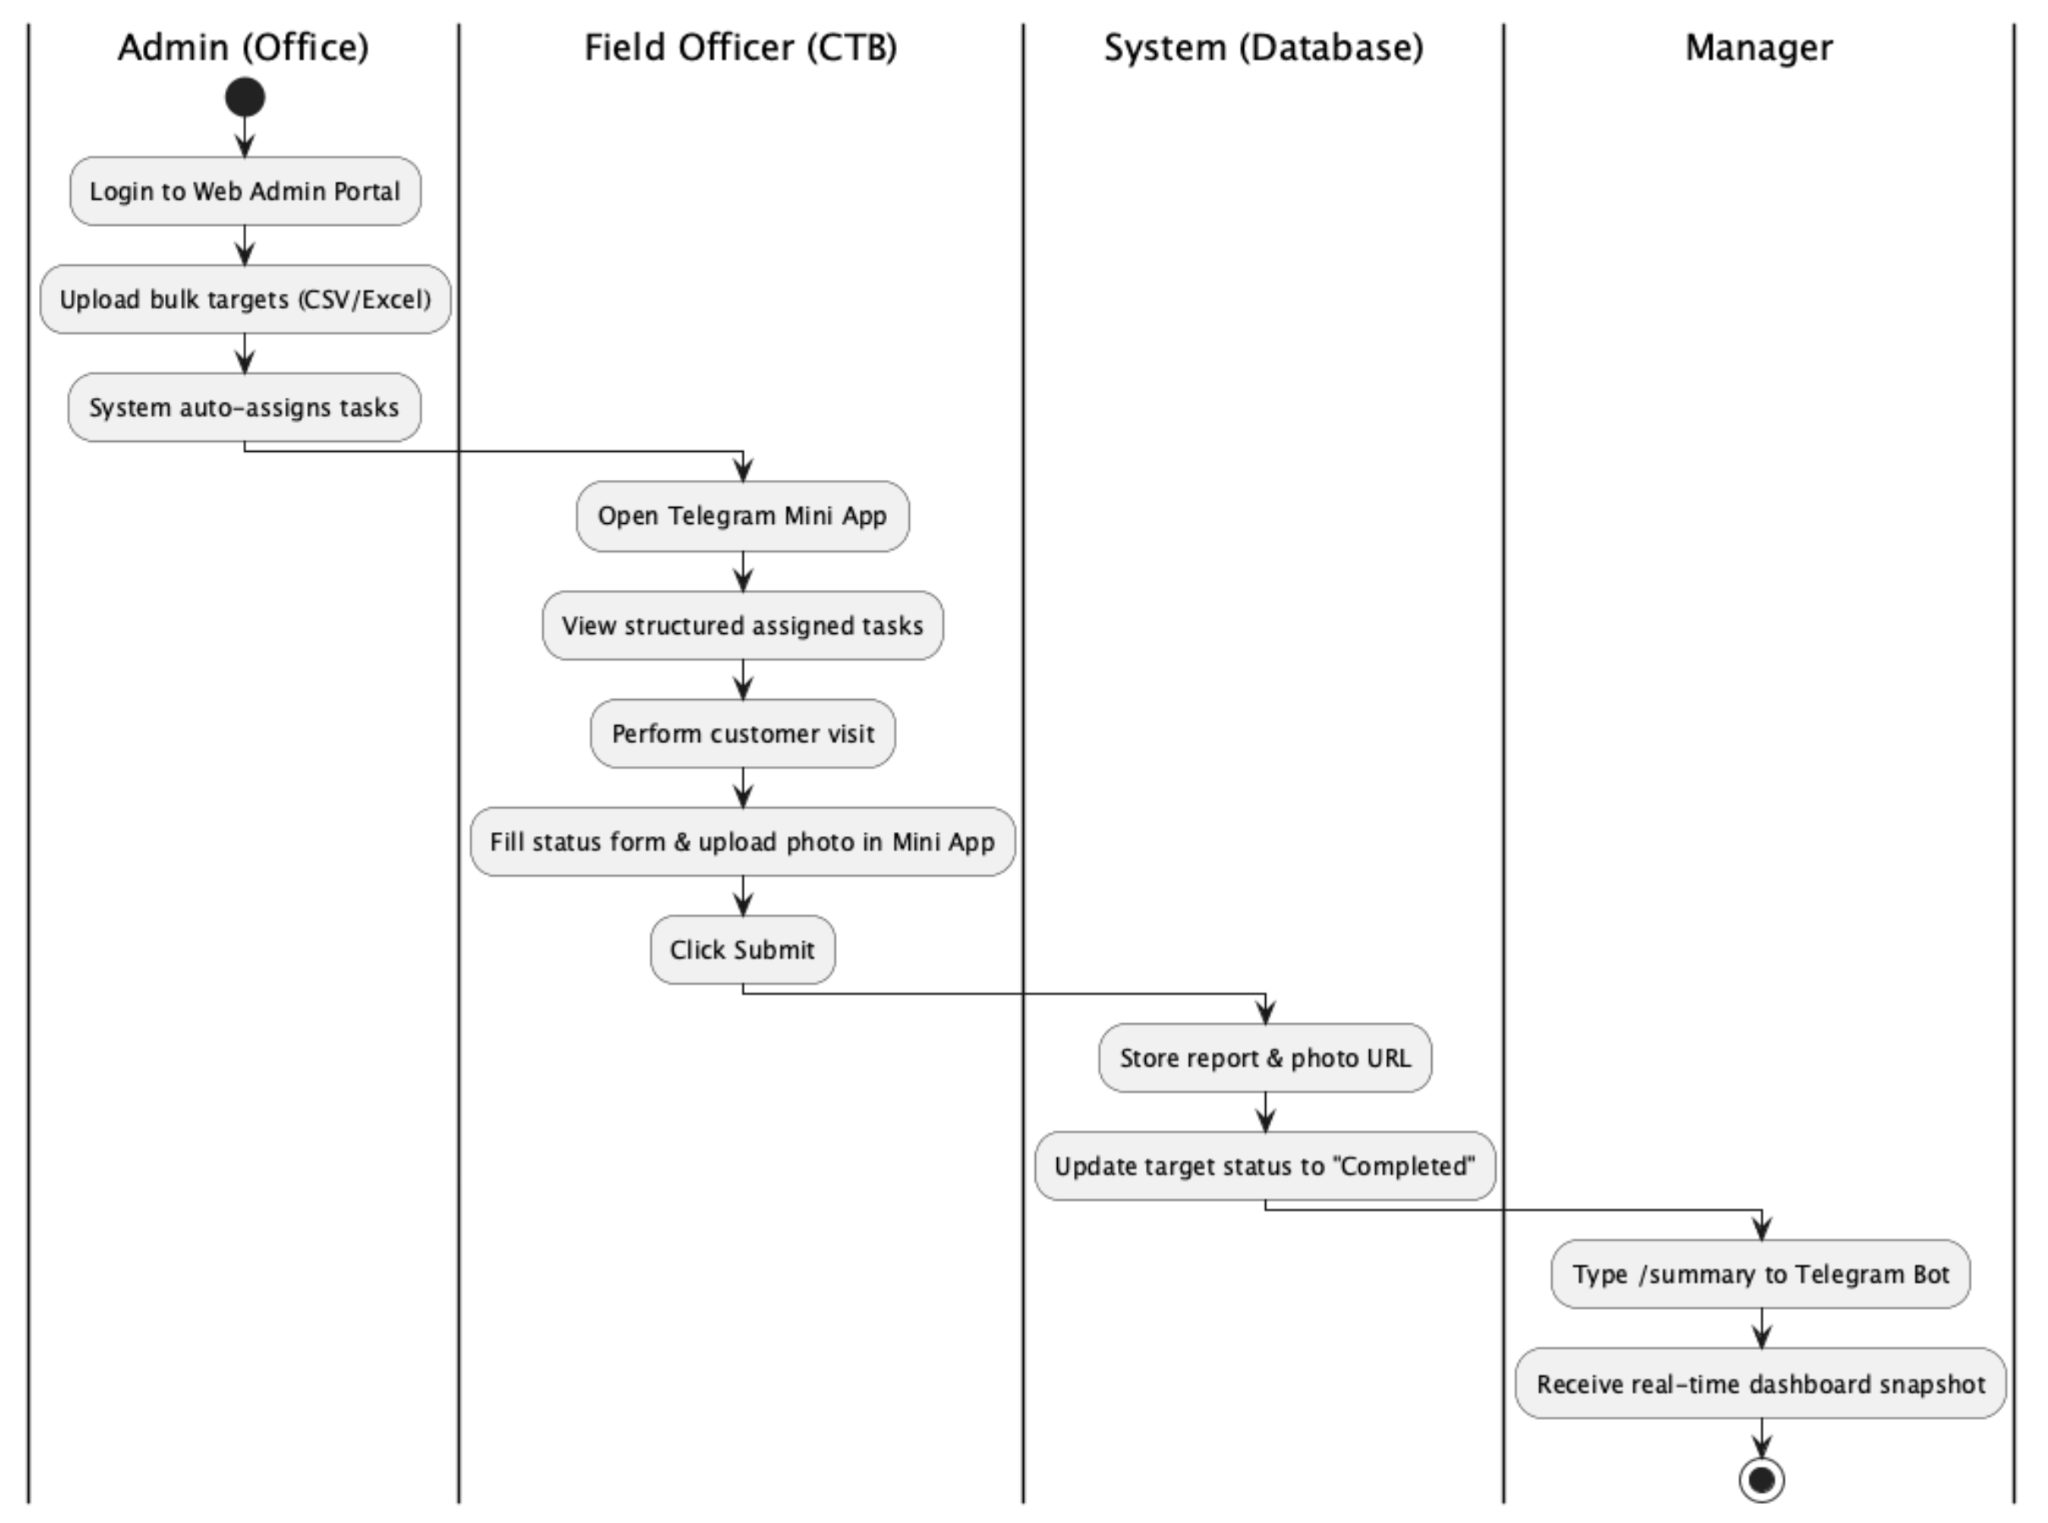 Admin (Office)
Field Officer (CTB)
System (Database)
Manager
Login to Web Admin Portal
Upload bulk targets (CSV/Excel)
System auto-assigns tasks
Open Telegram Mini App
View structured assigned tasks
Perform customer visit
Fill status form & upload photo in Mini App
Click Submit
Store report & photo URL
Update target status to "Completed"
Type /summary to Telegram Bot
Receive real-time dashboard snapshot